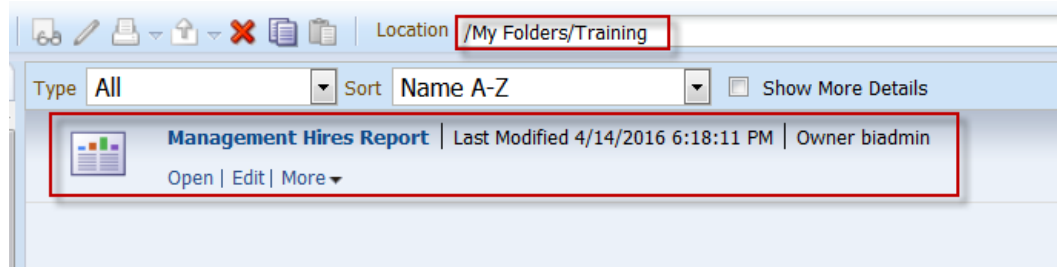 Location /My Folders/Training
Type All Sort Name A-Z Show More Details
Management Hires Report | Last Modified 4/14/2016 6:18:11 PM | Owner biadmin
Open | Edit | More